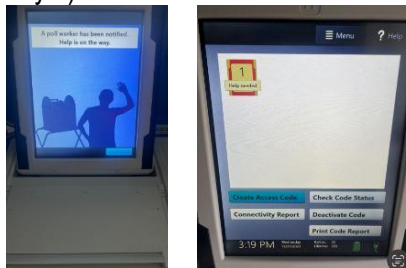 A poll worker has been notified.
Help is on the way.
Menu
? Help
1
Help needed
Create Access Code
Check Code Status
Connectivity Report
Deactivate Code
Print Code Report
3:19 PM